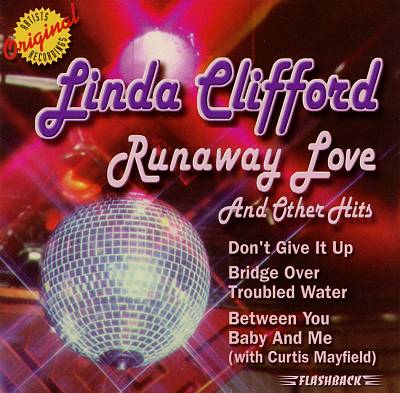 ARTISTS
Original
RECORDINGS
Linda Clifford
Runaway Love
And Other Hits
Don't Give It Up
Bridge Over
Troubled Water
Between You
Baby And Me
(with Curtis Mayfield)
FLASHBACK